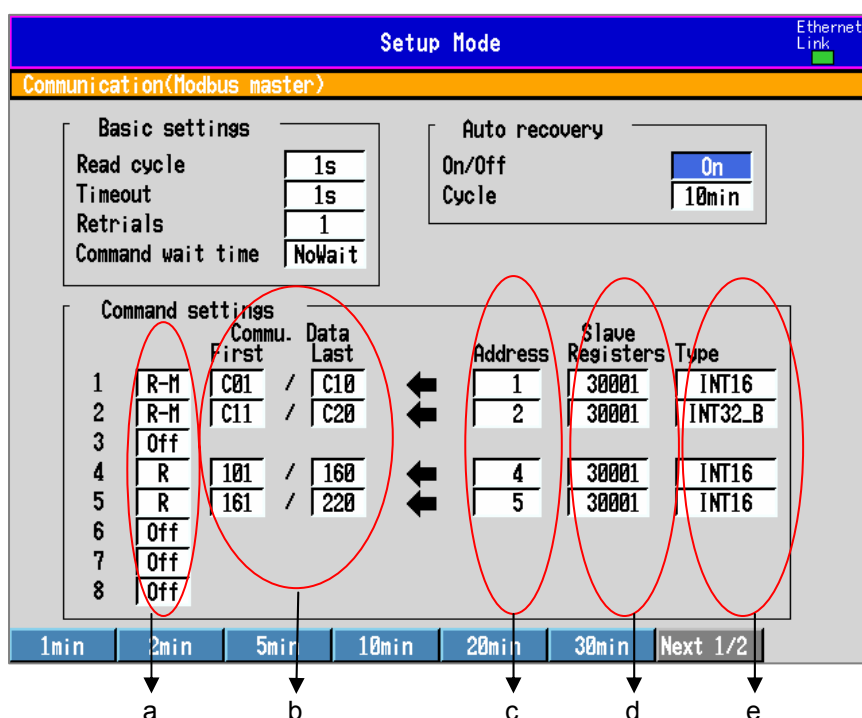 Setup Mode
Ethernet
Link
Communication(Modbus master)
Basic settings
Read cycle 1s
Timeout 1s
Retrials 1
Command wait time NoWait
Auto recovery
On/Off On
Cycle 10min
Command settings
Commu. Data Slave
First Last Address Registers Type
1 R-M C01 / C10 1 30001 INT16
2 R-M C11 / C20 2 30001 INT32_B
3 Off
4 R 101 / 160 4 30001 INT16
5 R 161 / 220 5 30001 INT16
6 Off
7 Off
8 Off
1min 2min 5min 10min 20min 30min Next 1/2
a b c d e